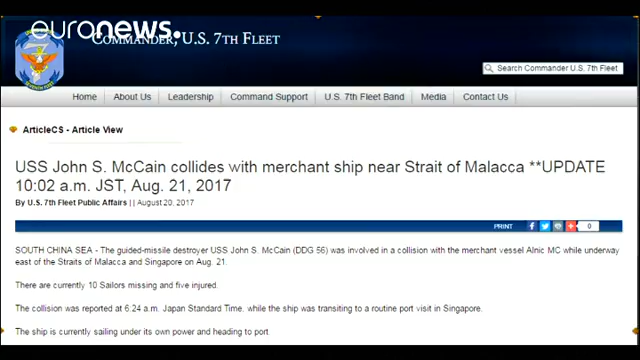 euronews.
COMMANDER, U.S. 7TH FLEET
Search Commander U.S. 7th Fleet
Home About Us Leadership Command Support U.S. 7th Fleet Band Media Contact Us
ArticleCS - Article View
USS John S. McCain collides with merchant ship near Strait of Malacca **UPDATE
10:02 a.m. JST, Aug. 21, 2017
By U.S. 7th Fleet Public Affairs | | August 20, 2017
PRINT 0
SOUTH CHINA SEA - The guided-missile destroyer USS John S. McCain (DDG 56) was involved in a collision with the merchant vessel Alnic MC while underway
east of the Straits of Malacca and Singapore on Aug. 21.
There are currently 10 Sailors missing and five injured.
The collision was reported at 6:24 a.m. Japan Standard Time, while the ship was transiting to a routine port visit in Singapore.
The ship is currently sailing under its own power and heading to port